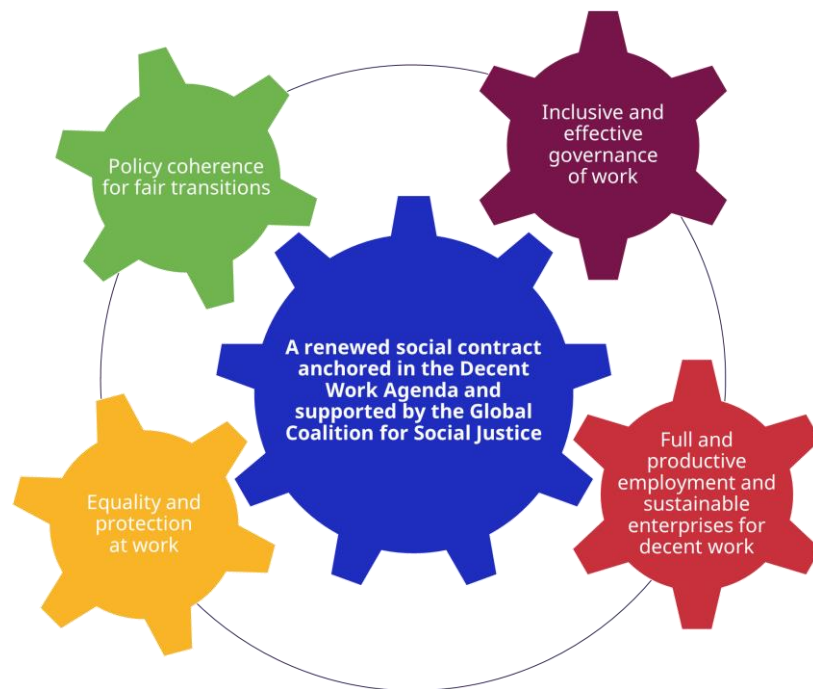 Policy coherence
for fair transitions
Inclusive and
effective
governance
of work
A renewed social contract
anchored in the Decent
Work Agenda and
supported by the Global
Coalition for Social Justice
Equality and
protection
at work
Full and
productive
employment and
sustainable
enterprises for
decent work